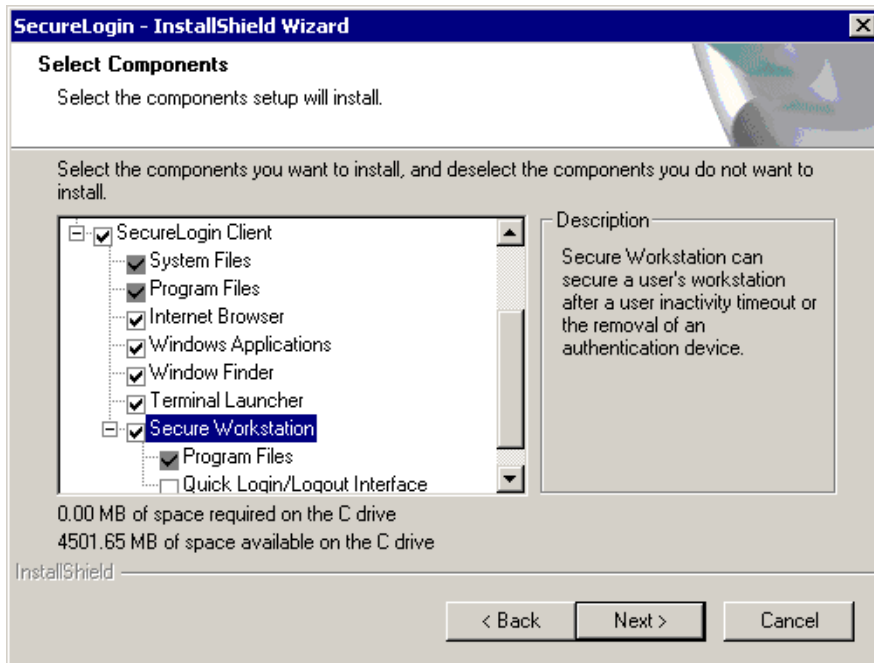 SecureLogin - InstallShield Wizard
Select Components
Select the components setup will install.
Select the components you want to install, and deselect the components you do not want to
install.
SecureLogin Client
System Files
Program Files
Internet Browser
Windows Applications
Window Finder
Terminal Launcher
Secure Workstation
Program Files
Quick Login/Logout Interface
Description
Secure Workstation can
secure a user's workstation
after a user inactivity timeout or
the removal of an
authentication device.
0.00 MB of space required on the C drive
4501.65 MB of space available on the C drive
InstallShield
< Back
Next >
Cancel